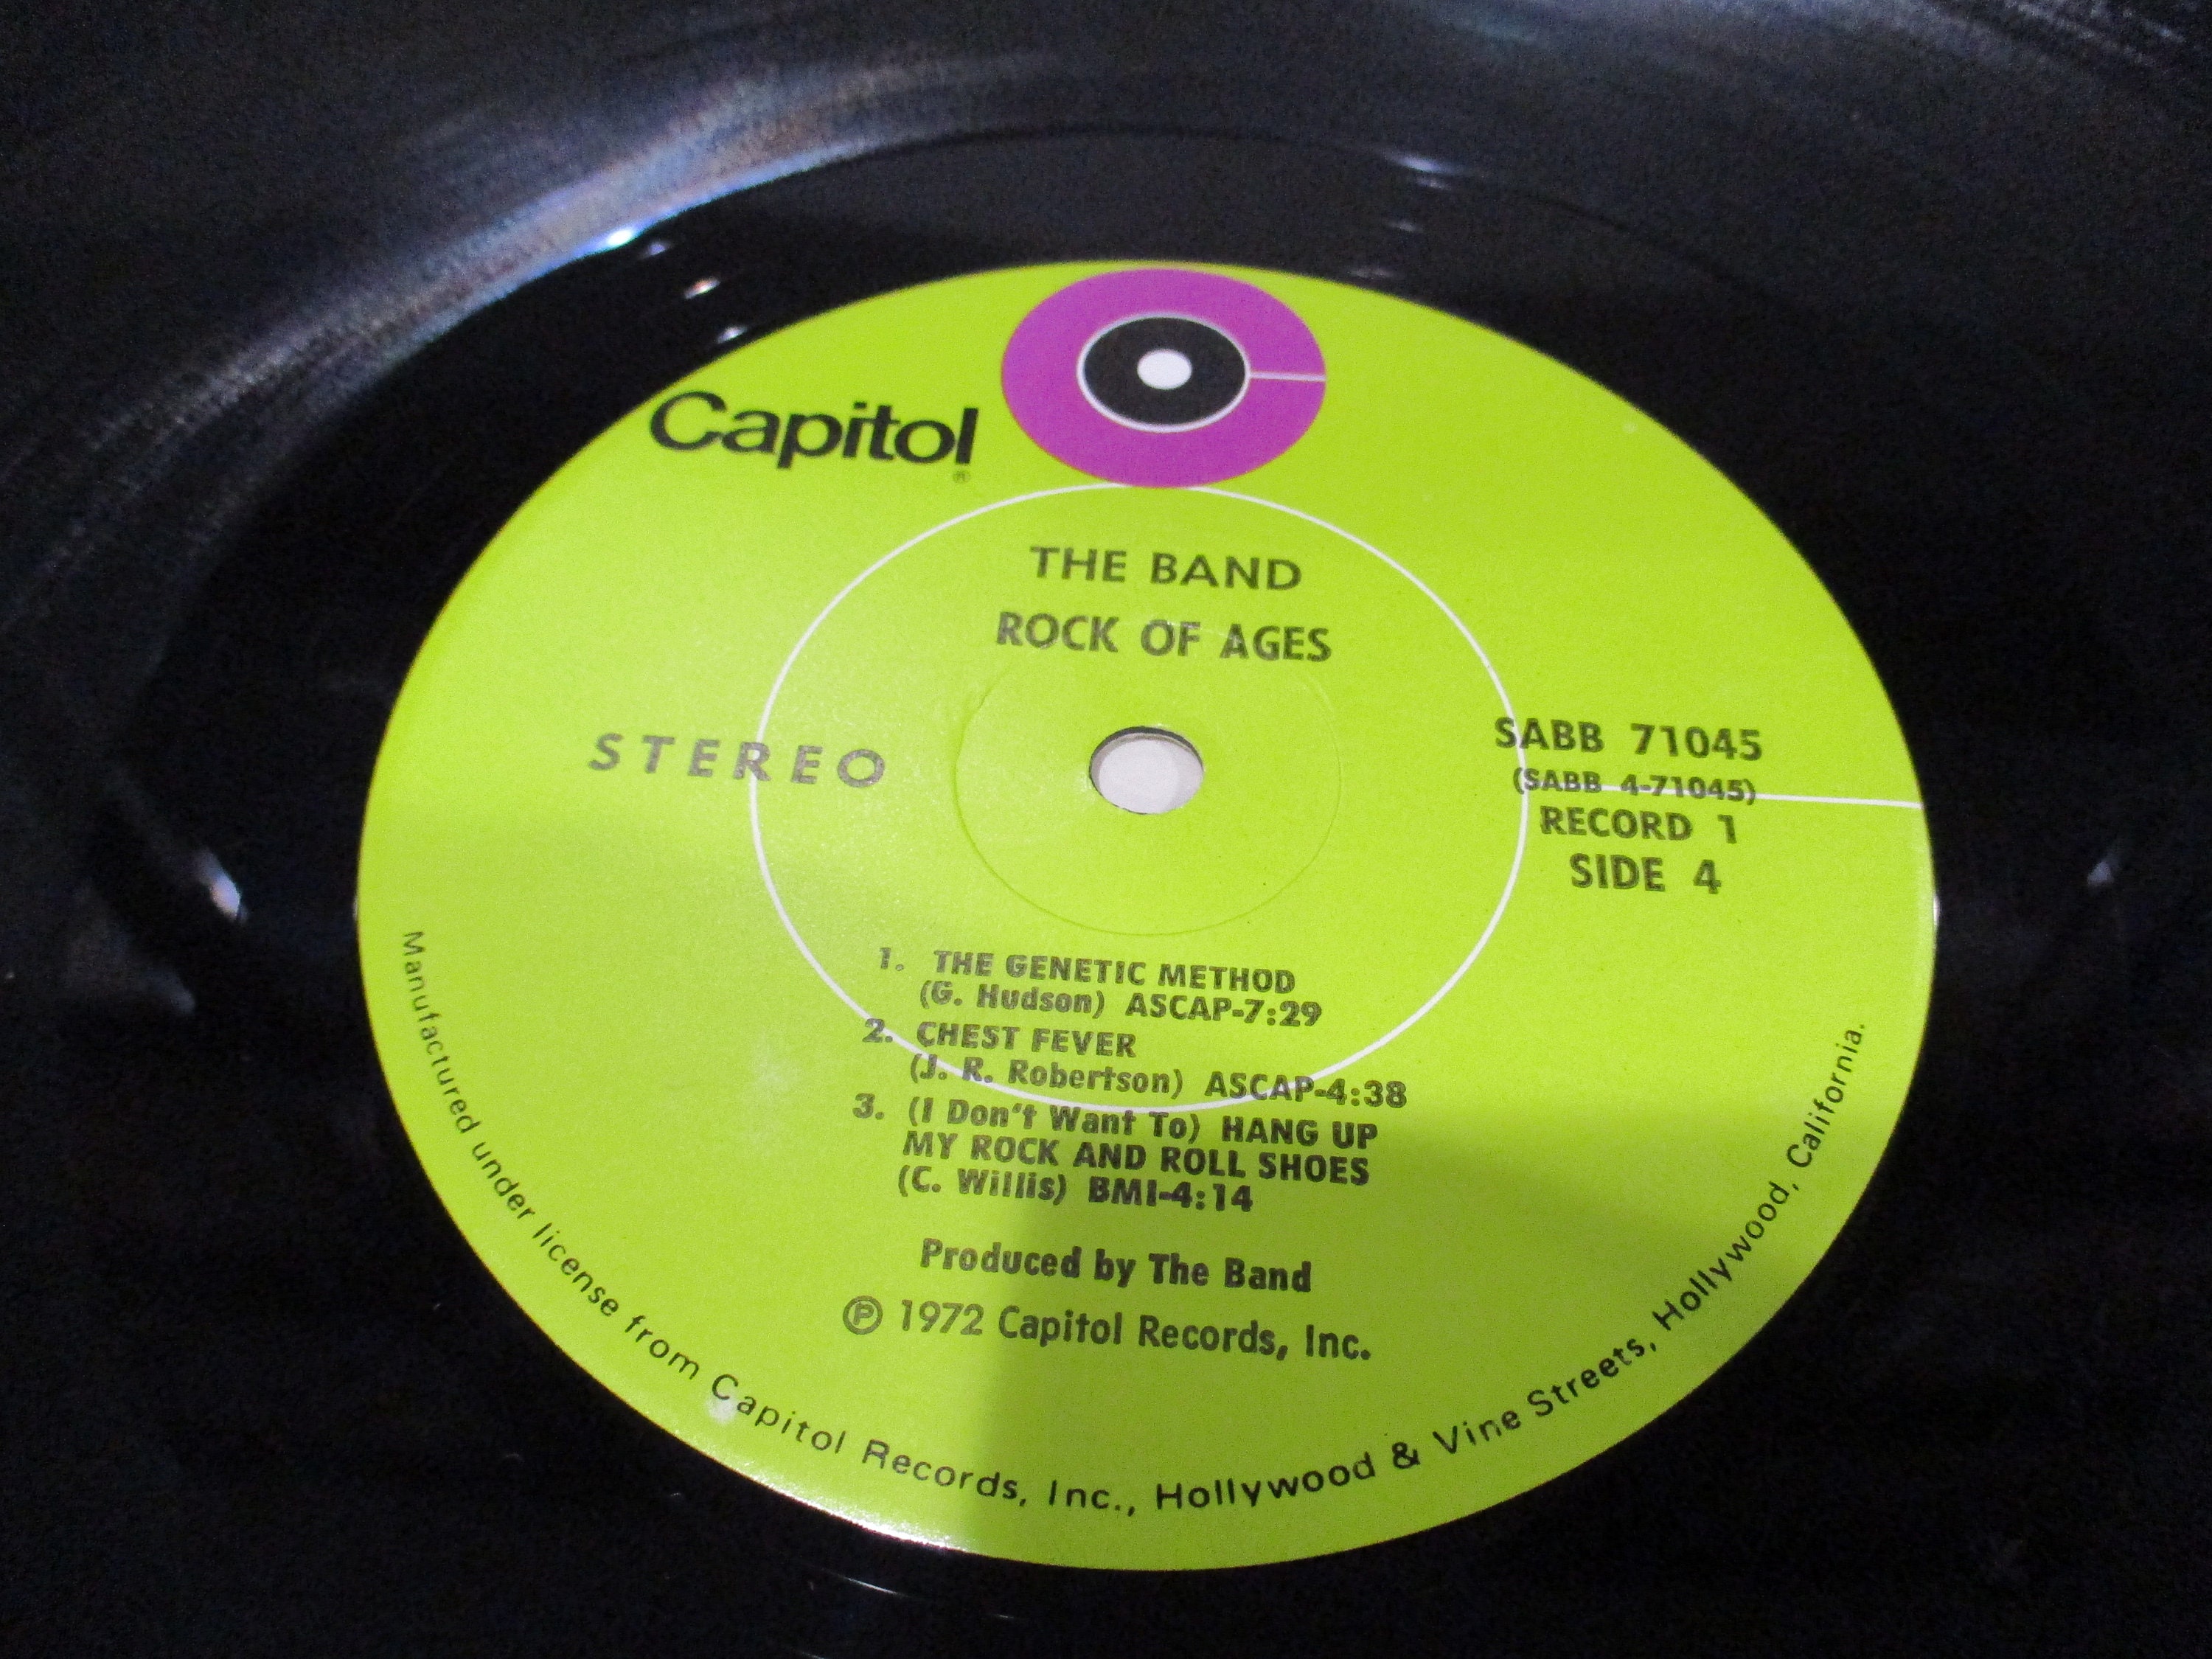 Capitol
®
THE BAND
ROCK OF AGES
STEREO
SABB 71045
(SABB 4-71045)
RECORD 1
SIDE 4
1. THE GENETIC METHOD
(G. Hudson) ASCAP-7:29
2. CHEST FEVER
(J. R. Robertson) ASCAP-4:38
3. (I Don't Want To) HANG UP
MY ROCK AND ROLL SHOES
(C. Willis) BMI-4:14
Produced by The Band
℗ 1972 Capitol Records, Inc.
Manufactured under license from Capitol Records, Inc., Hollywood & Vine Streets, Hollywood, California.